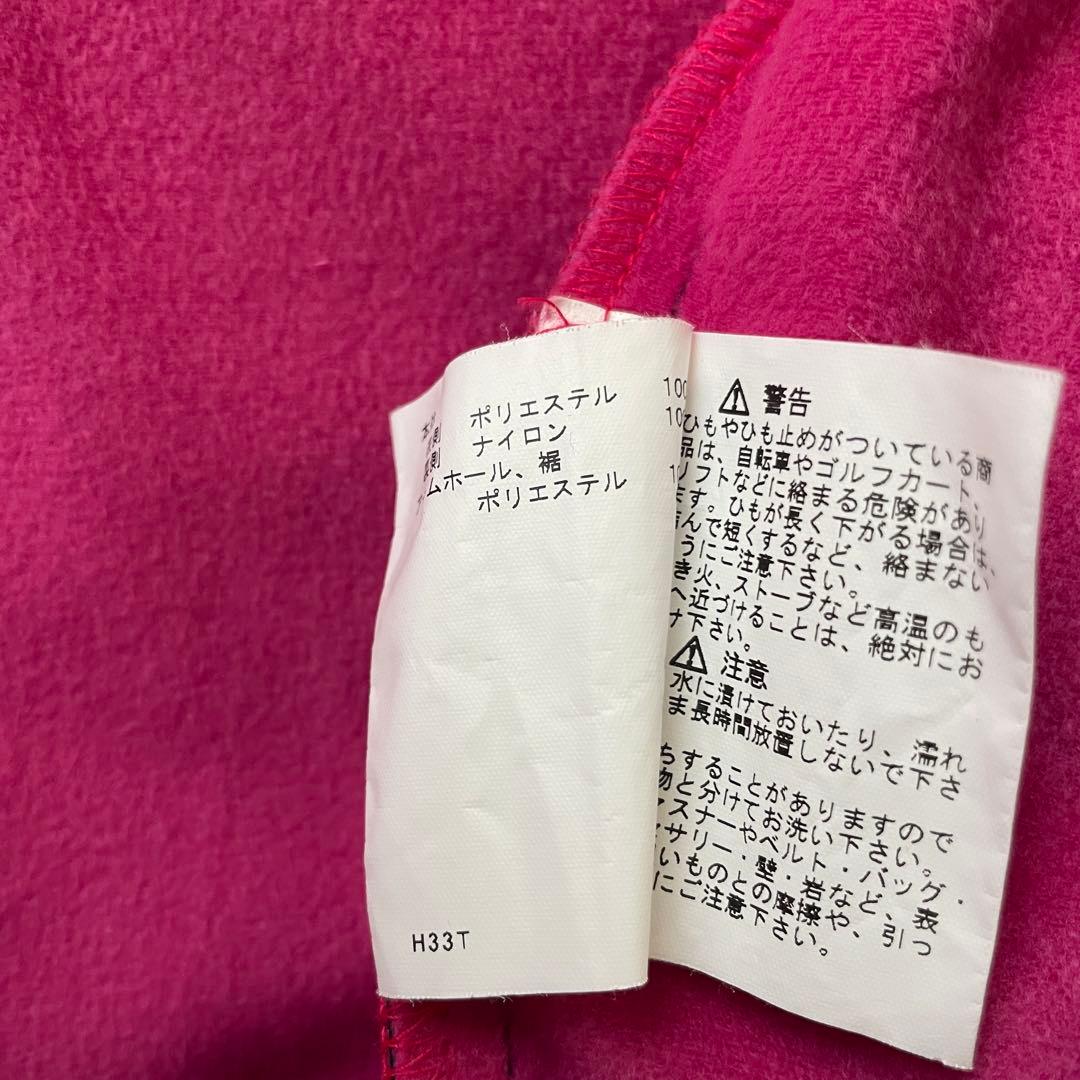 ポリエステル 100
側 ナイロン 10
側
ムホール、裾
ポリエステル 1
H33T
警告
ひもやひも止めがついている商
品は、自転車やゴルフカート、
リフトなどに絡まる危険があり
ます。ひもが長く下がる場合は、
んで短くするなど、絡まない
うにご注意下さい。
き火、ストーブなど高温のも
へ近づけることは、絶対にお
下さい。
注意
水に漬けておいたり、濡れ
ま長時間放置しないで下さ
ちすることがありますので
物と分けてお洗い下さい。
スナーやベルト・バッグ・
サリー・壁・岩など、表
いものとの摩擦や、引っ
にご注意下さい。